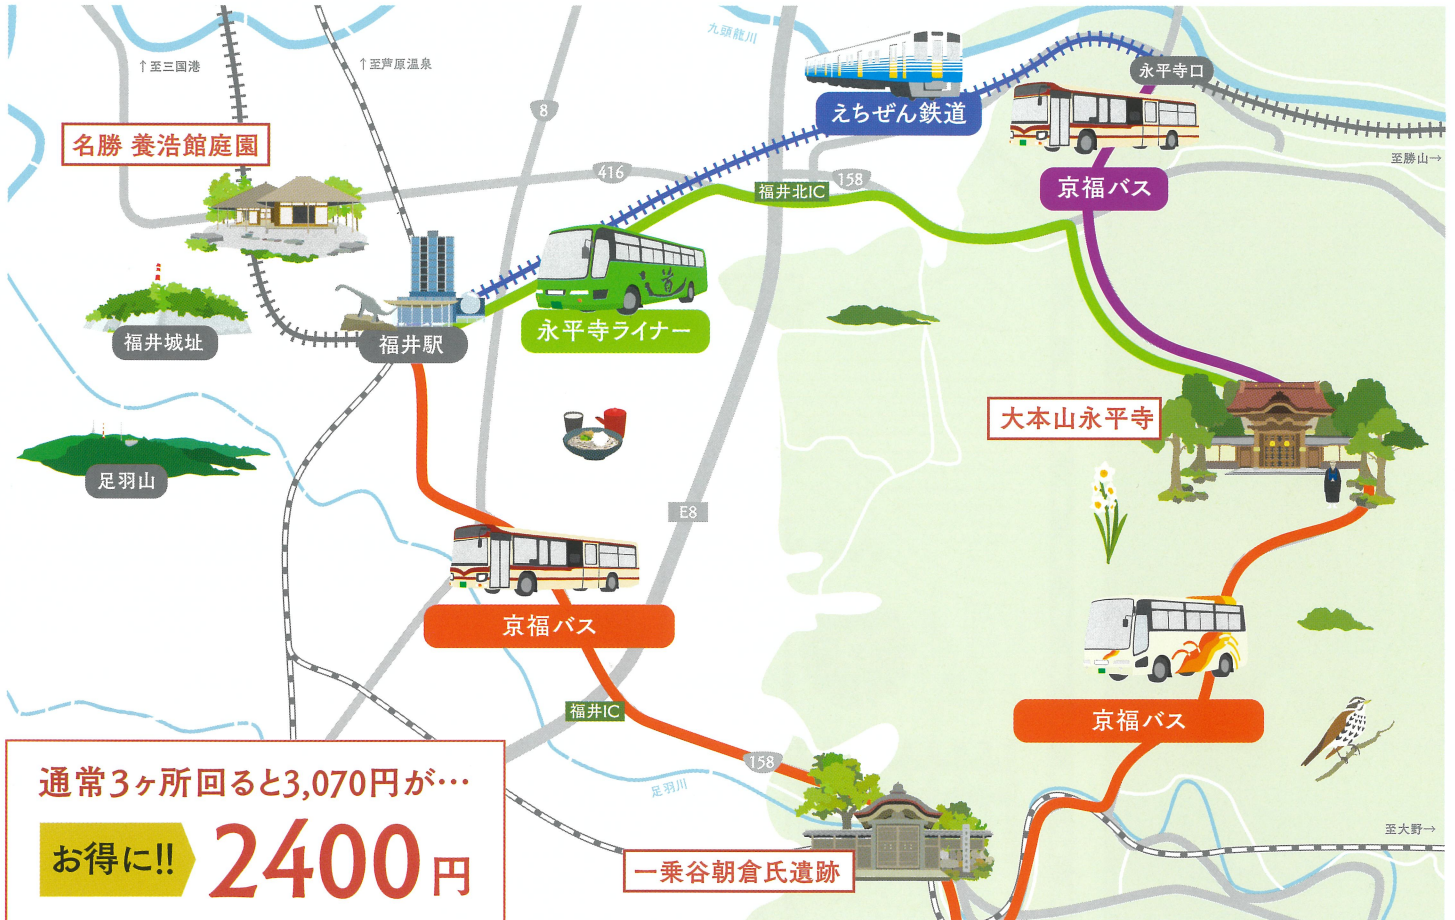 九頭龍川
↑至三国港
↑至芦原温泉
永平寺口
8
えちぜん鉄道
名勝 養浩館庭園
至勝山→
416
158
福井北IC
京福バス
永平寺ライナー
福井城址
福井駅
大本山永平寺
足羽山
E8
京福バス
福井IC
京福バス
158
足羽川
通常3ヶ所回ると3,070円が…
お得に!!
2400円
至大野→
一乗谷朝倉氏遺跡